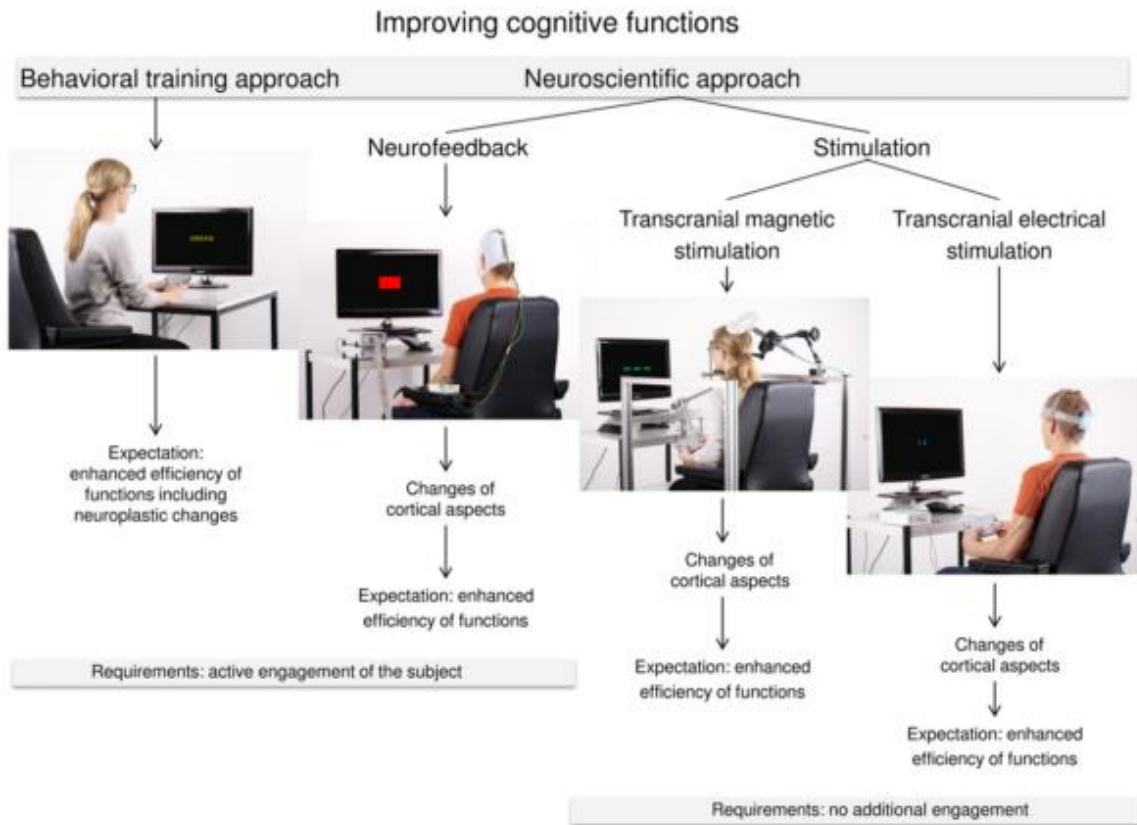 Improving cognitive functions
Behavioral training approach
Neuroscientific approach
Neurofeedback
Stimulation
Transcranial magnetic
stimulation
Transcranial electrical
stimulation
Expectation:
enhanced efficiency of
functions including
neuroplastic changes
Changes of
cortical aspects
Expectation: enhanced
efficiency of functions
Changes of
cortical aspects
Expectation: enhanced
efficiency of functions
Changes of
cortical aspects
Expectation: enhanced
efficiency of functions
Requirements: active engagement of the subject
Requirements: no additional engagement